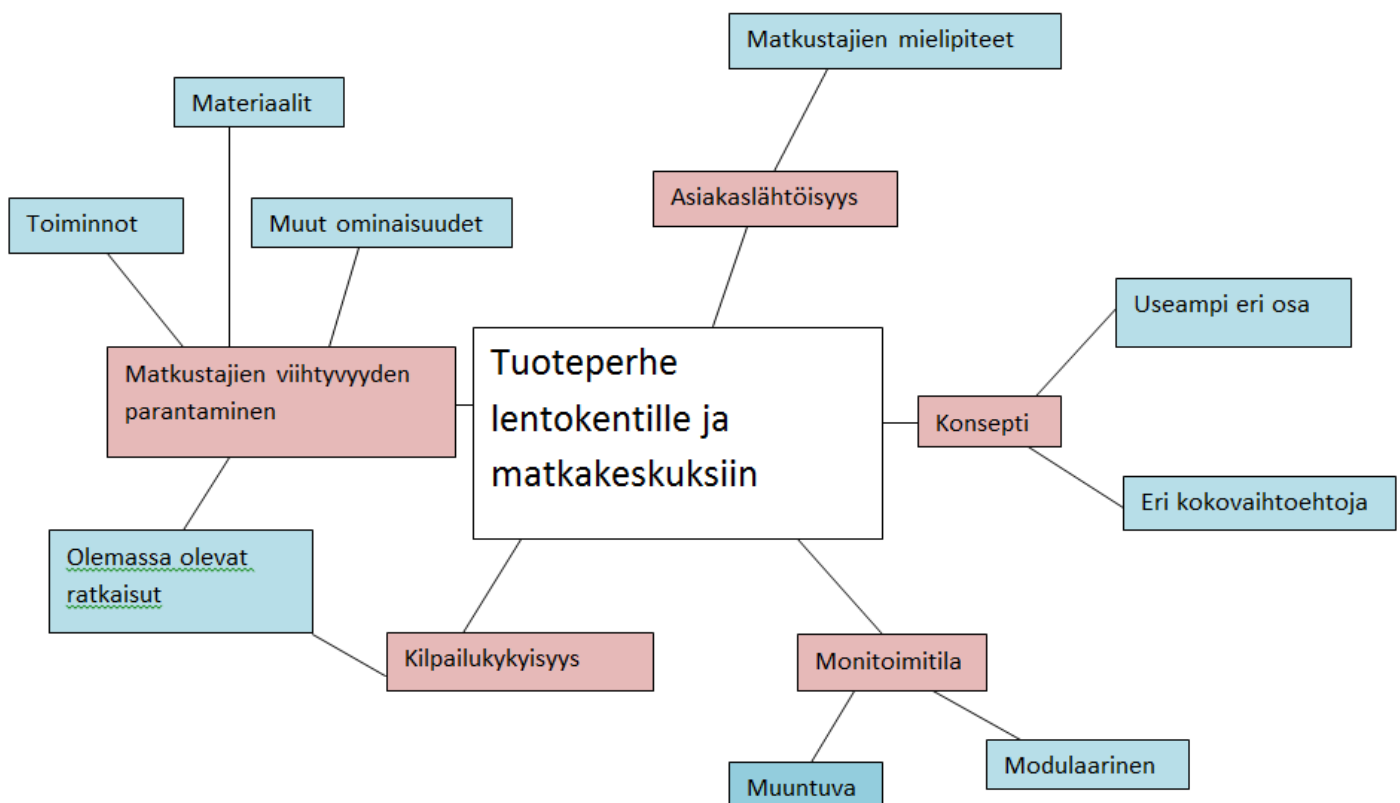 Matkustajien mielipiteet
Materiaalit
Asiakaslähtöisyys
Toiminnot
Muut ominaisuudet
Useampi eri osa
Matkustajien viihtyvyyden
parantaminen
Tuoteperhe
lentokentille ja
matkakeskuksiin
Konsepti
Eri kokovaihtoehtoja
Olemassa olevat
ratkaisut
Kilpailukykyisyys
Monitoimitila
Modulaarinen
Muuntuva